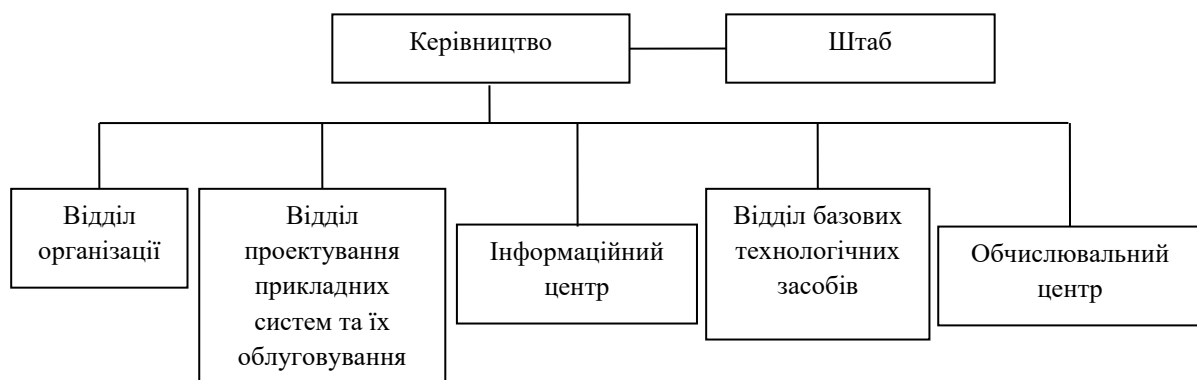 Керівництво
Штаб
Відділ
організації
Відділ
проектування
прикладних
систем та їх
облуговування
Інформаційний
центр
Відділ базових
технологічних
засобів
Обчислювальний
центр